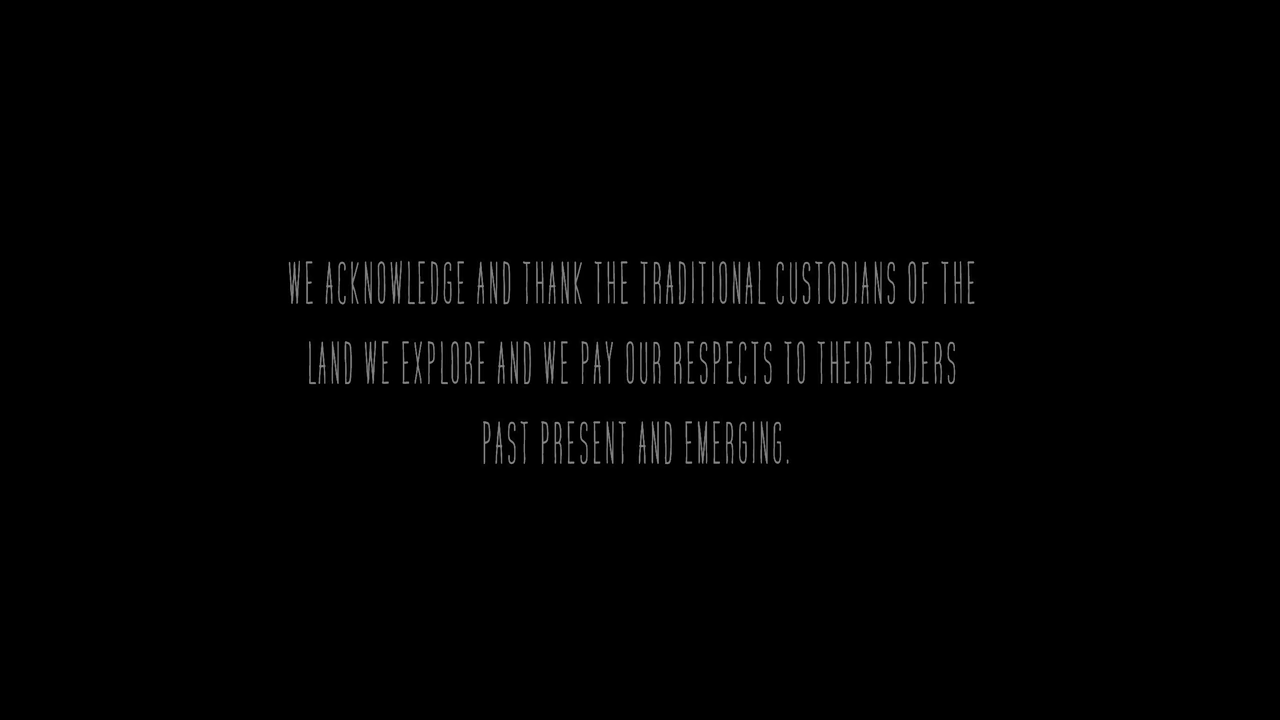 WE ACKNOWLEDGE AND THANK THE TRADITIONAL CUSTODIANS OF THE
LAND WE EXPLORE AND WE PAY OUR RESPECTS TO THEIR ELDERS
PAST PRESENT AND EMERGING.